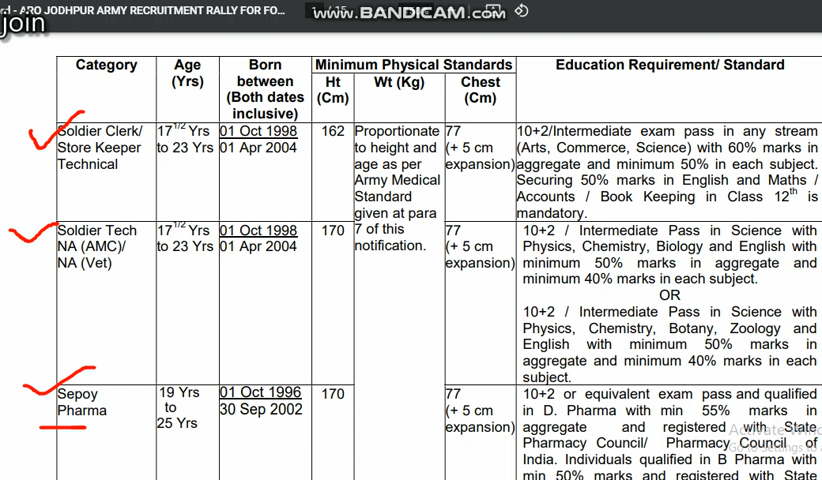 rd - ARO JODHPUR ARMY RECRUITMENT RALLY FOR FO...
/ 15
WWW.BANDICAM.COM
join
Category
Age
(Yrs)
Born
between
(Both dates
inclusive)
Minimum Physical Standards
Ht
(Cm)
Wt (Kg)
Chest
(Cm)
Education Requirement/ Standard
Soldier Clerk/
Store Keeper
Technical
17 1/2 Yrs
to 23 Yrs
01 Oct 1998
01 Apr 2004
162
Proportionate
to height and
age as per
Army Medical
Standard
given at para
7 of this
notification.
77
(+ 5 cm
expansion)
10+2/Intermediate exam pass in any stream
(Arts, Commerce, Science) with 60% marks in
aggregate and minimum 50% in each subject.
Securing 50% marks in English and Maths /
Accounts / Book Keeping in Class 12th is
mandatory.
Soldier Tech
NA (AMC)/
NA (Vet)
17 1/2 Yrs
to 23 Yrs
01 Oct 1998
01 Apr 2004
170
77
(+ 5 cm
expansion)
10+2 / Intermediate Pass in Science with
Physics, Chemistry, Biology and English with
minimum 50% marks in aggregate and
minimum 40% marks in each subject.
OR
10+2 / Intermediate Pass in Science with
Physics, Chemistry, Botany, Zoology and
English with minimum 50% marks in
aggregate and minimum 40% marks in each
subject.
Sepoy
Pharma
19 Yrs
to
25 Yrs
01 Oct 1996
30 Sep 2002
170
77
(+ 5 cm
expansion)
10+2 or equivalent exam pass and qualified
in D. Pharma with min 55% marks in
aggregate and registered with State
Pharmacy Council/ Pharmacy Council of
India. Individuals qualified in B Pharma with
min 50% marks and registered with State
Activate Wind
Go to Settings to